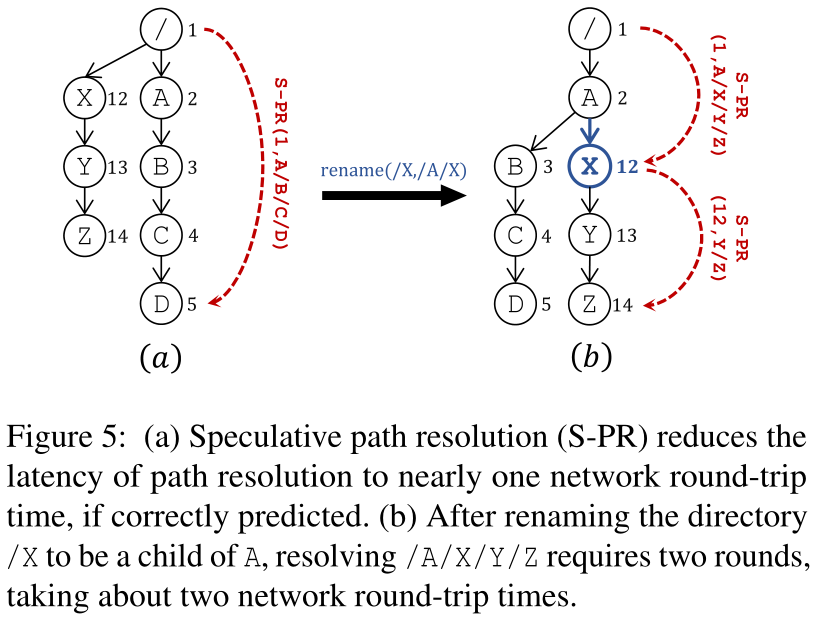 / 1
X 12 A 2
Y 13 B 3
Z 14 C 4
D 5
S-PR(1,A/B/C/D)
(a)
rename(/X,/A/X)
/ 1
A 2
B 3 X 12
C 4 Y 13
D 5 Z 14
S-PR
(1,A/X/Y/Z)
S-PR
(12,Y/Z)
(b)
Figure 5: (a) Speculative path resolution (S-PR) reduces the
latency of path resolution to nearly one network round-trip
time, if correctly predicted. (b) After renaming the directory
/X to be a child of A, resolving /A/X/Y/Z requires two rounds,
taking about two network round-trip times.